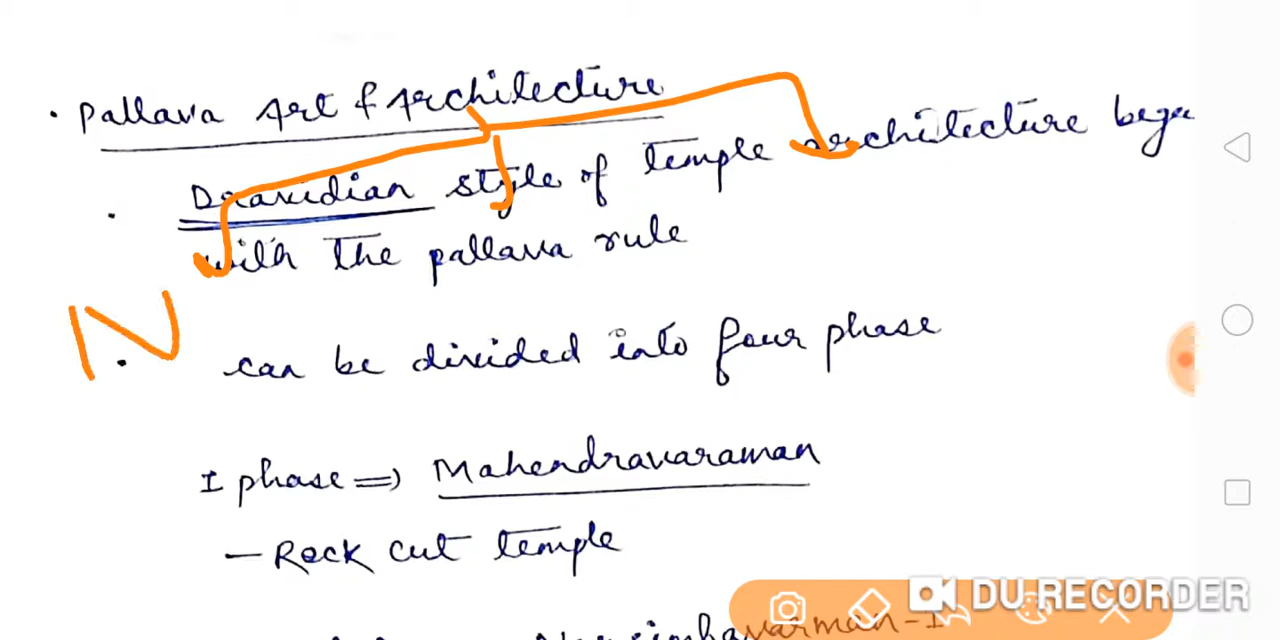 . Pallava Art & Architecture
. Dravidian style of temple architecture
with the pallava rule
N
. can be divided into four phase
I phase => Mahendravaraman
- Rock cut temple
DU RECORDER